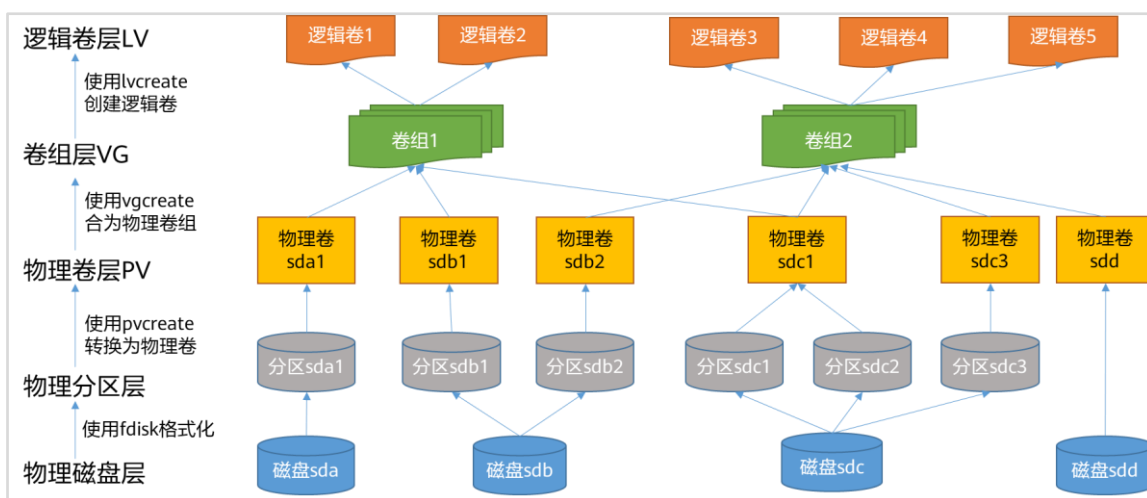 逻辑卷层LV
逻辑卷1
逻辑卷2
逻辑卷3
逻辑卷4
逻辑卷5
使用lvcreate
创建逻辑卷
卷组层VG
卷组1
卷组2
使用vgcreate
合为物理卷组
物理卷
sda1
物理卷
sdb1
物理卷
sdb2
物理卷
sdc1
物理卷
sdc3
物理卷
sdd
物理卷层PV
使用pvcreate
转换为物理卷
分区sda1
分区sdb1
分区sdb2
分区sdc1
分区sdc2
分区sdc3
物理分区层
使用fdisk格式化
物理磁盘层
磁盘sda
磁盘sdb
磁盘sdc
磁盘sdd